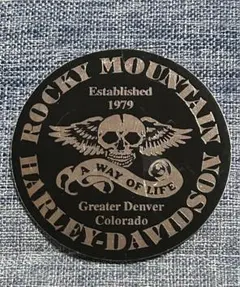 ROCKY MOUNTAIN
Established
1979
A WAY OF LIFE
Greater Denver
Colorado
HARLEY-DAVIDSON